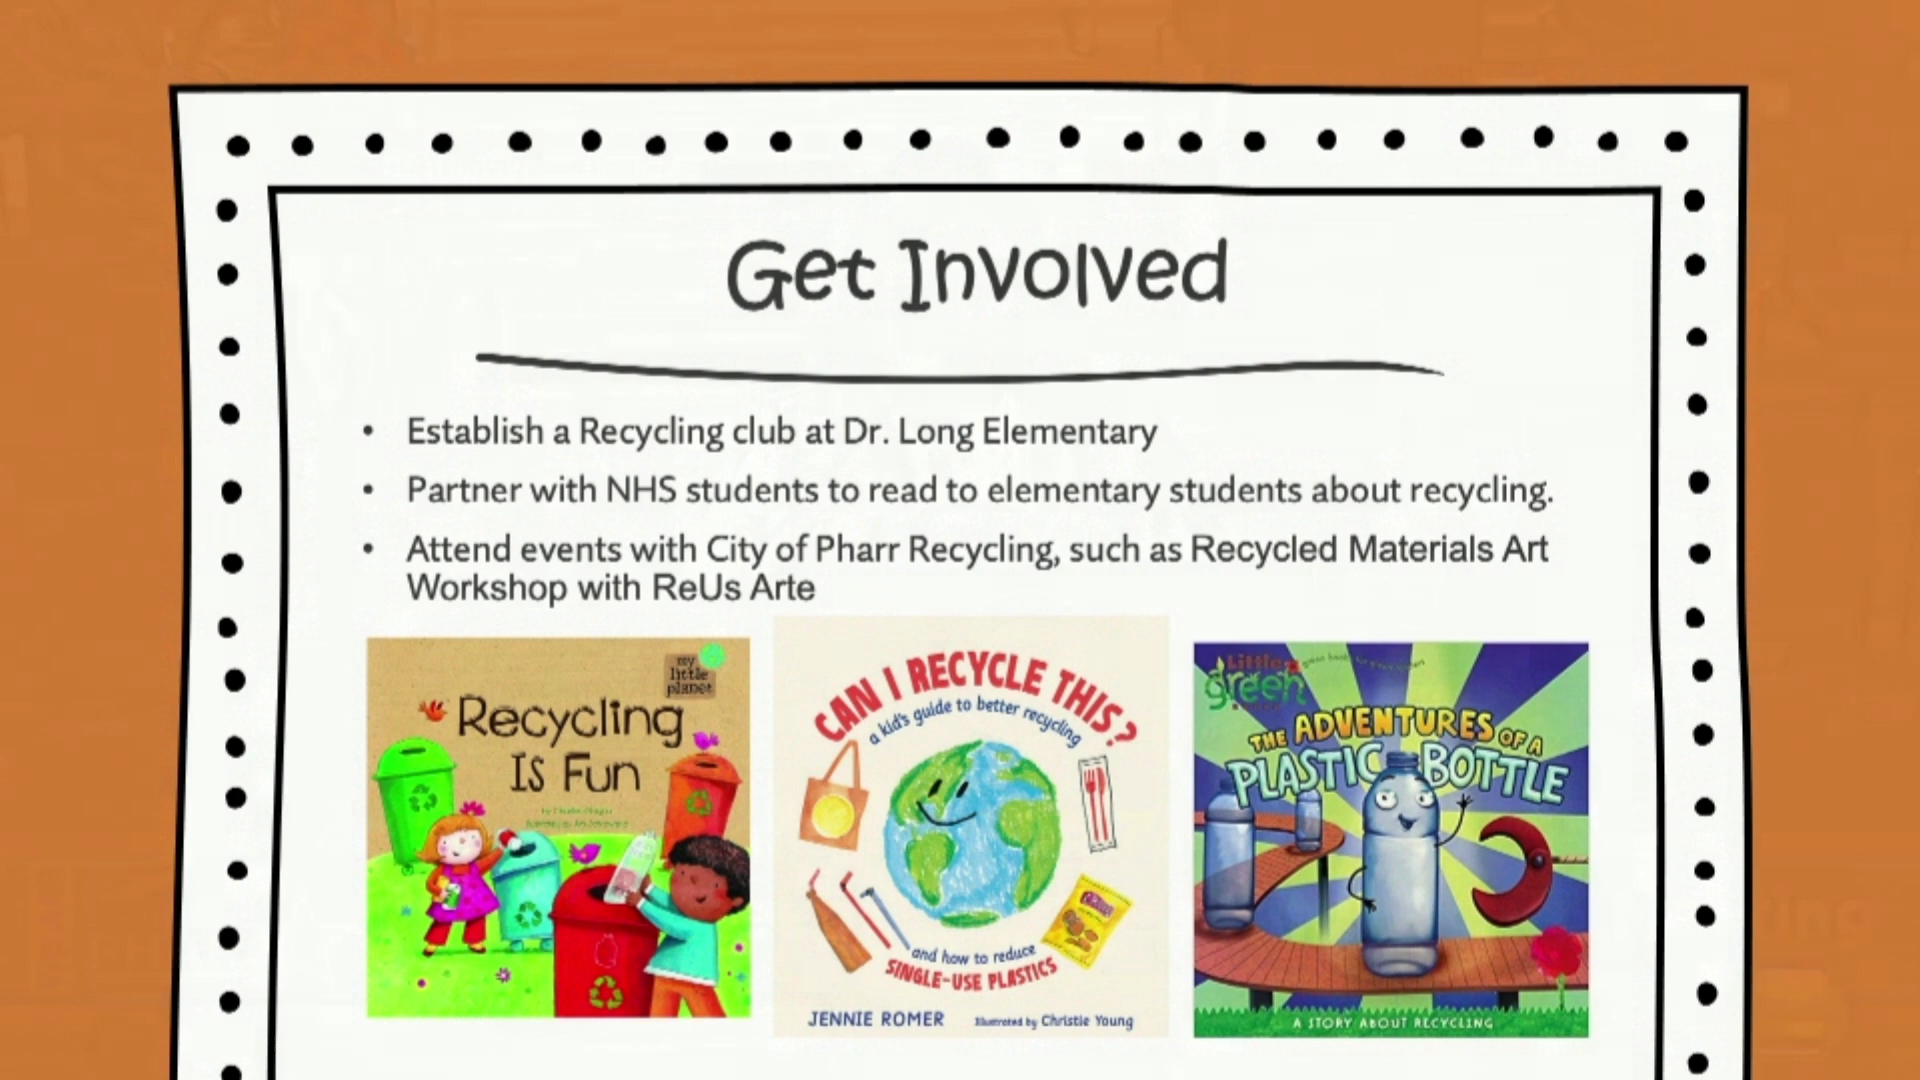 Get Involved
• Establish a Recycling club at Dr. Long Elementary
• Partner with NHS students to read to elementary students about recycling.
• Attend events with City of Pharr Recycling, such as Recycled Materials Art
Workshop with ReUs Arte
my
little
planet
Recycling
Is Fun
CAN I RECYCLE THIS?
a kid's guide to better recycling
and how to reduce
SINGLE-USE PLASTICS
JENNIE ROMER Illustrated by Christie Young
Little
green
THE ADVENTURES OF A
PLASTIC BOTTLE
A STORY ABOUT RECYCLING